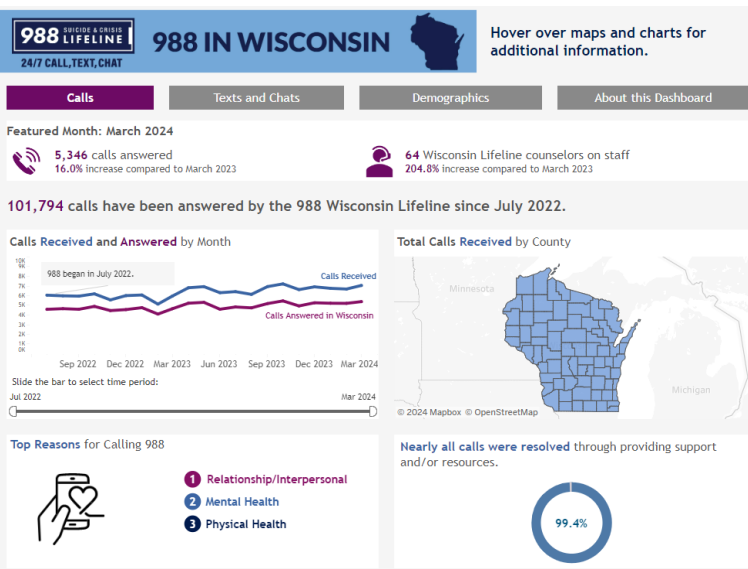 988 SUICIDE & CRISIS LIFELINE
24/7 CALL,TEXT,CHAT
988 IN WISCONSIN
Hover over maps and charts for
additional information.
Calls
Texts and Chats
Demographics
About this Dashboard
Featured Month: March 2024
5,346 calls answered
16.0% increase compared to March 2023
64 Wisconsin Lifeline counselors on staff
204.8% increase compared to March 2023
101,794 calls have been answered by the 988 Wisconsin Lifeline since July 2022.
Calls Received and Answered by Month
10K
9K
8K
7K
6K
5K
4K
3K
2K
1K
0K
988 began in July 2022.
Calls Received
Calls Answered in Wisconsin
Sep 2022 Dec 2022 Mar 2023 Jun 2023 Sep 2023 Dec 2023 Mar 2024
Slide the bar to select time period:
Jul 2022
Mar 2024
Total Calls Received by County
Minnesota
Michigan
© 2024 Mapbox © OpenStreetMap
Top Reasons for Calling 988
1 Relationship/Interpersonal
2 Mental Health
3 Physical Health
Nearly all calls were resolved through providing support
and/or resources.
99.4%